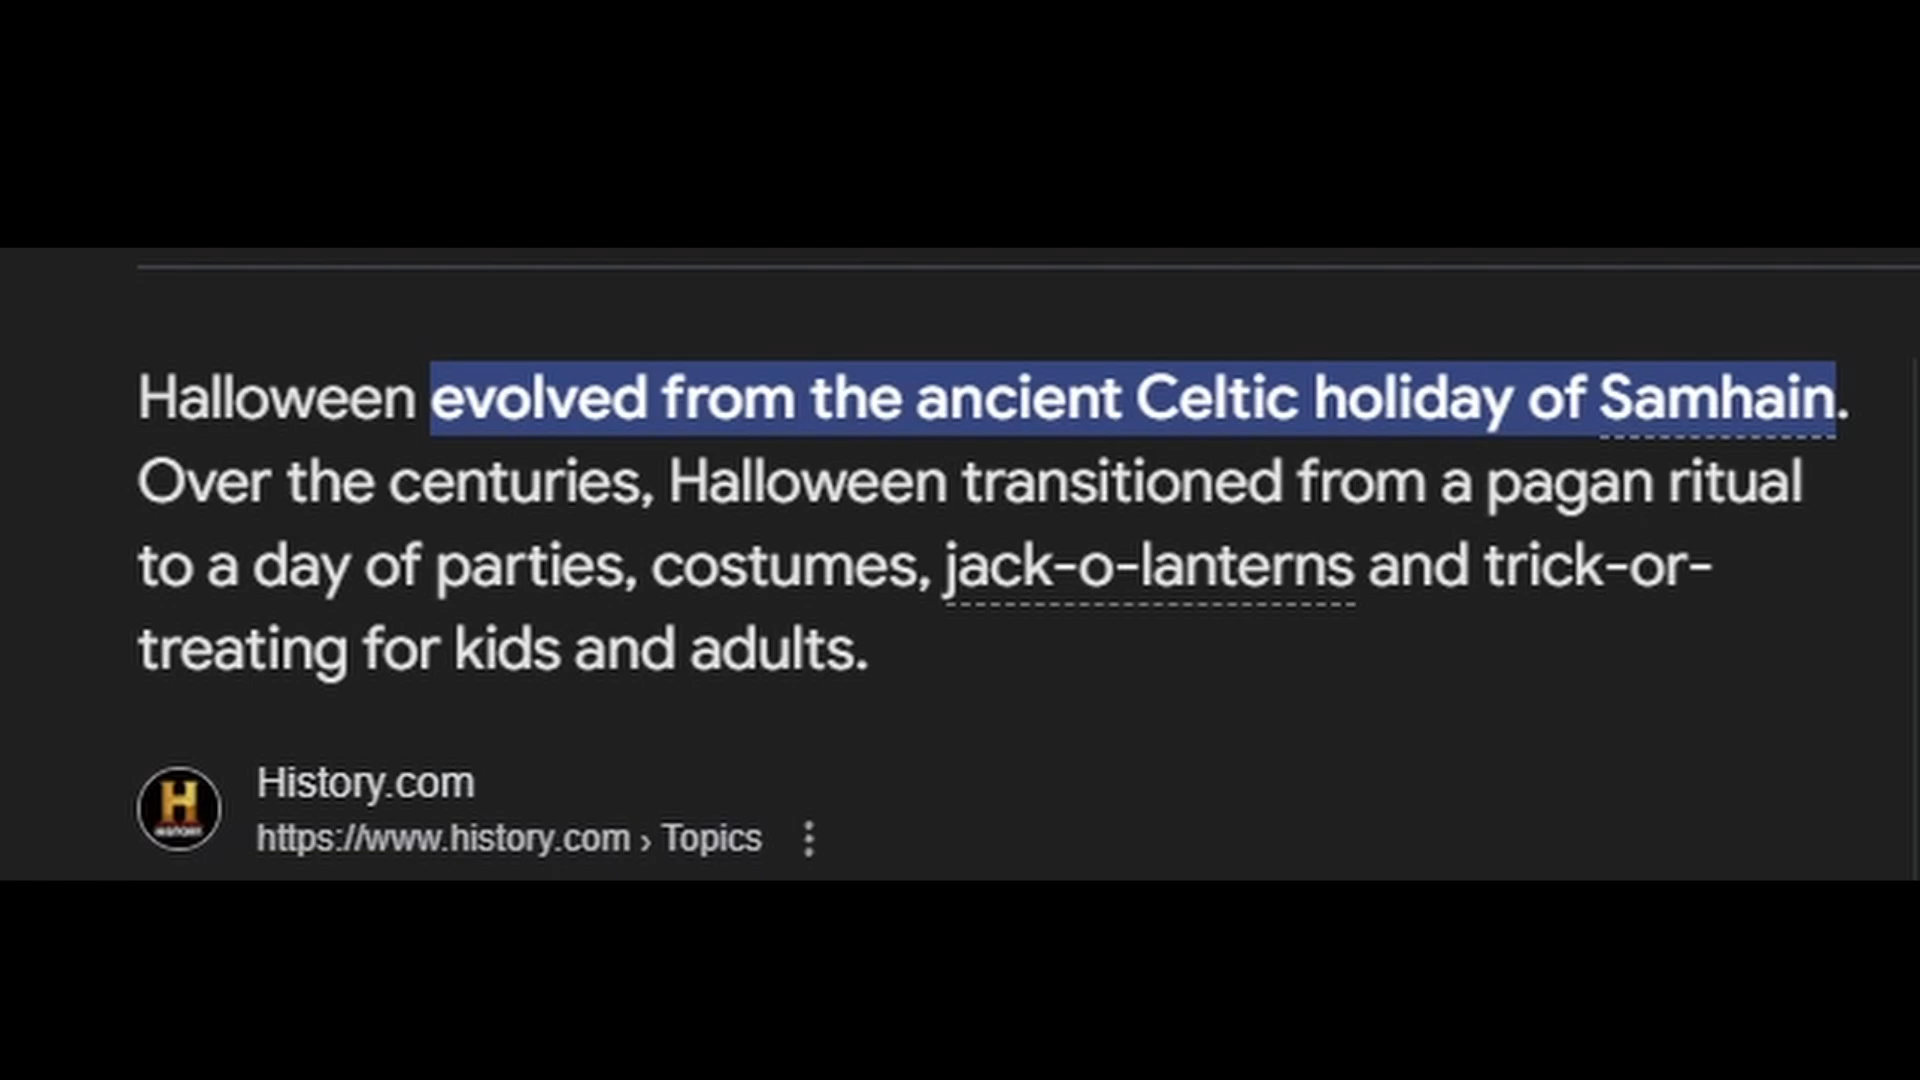 Halloween evolved from the ancient Celtic holiday of Samhain.
Over the centuries, Halloween transitioned from a pagan ritual
to a day of parties, costumes, jack-o-lanterns and trick-or-
treating for kids and adults.
H
HISTORY
History.com
https://www.history.com › Topics